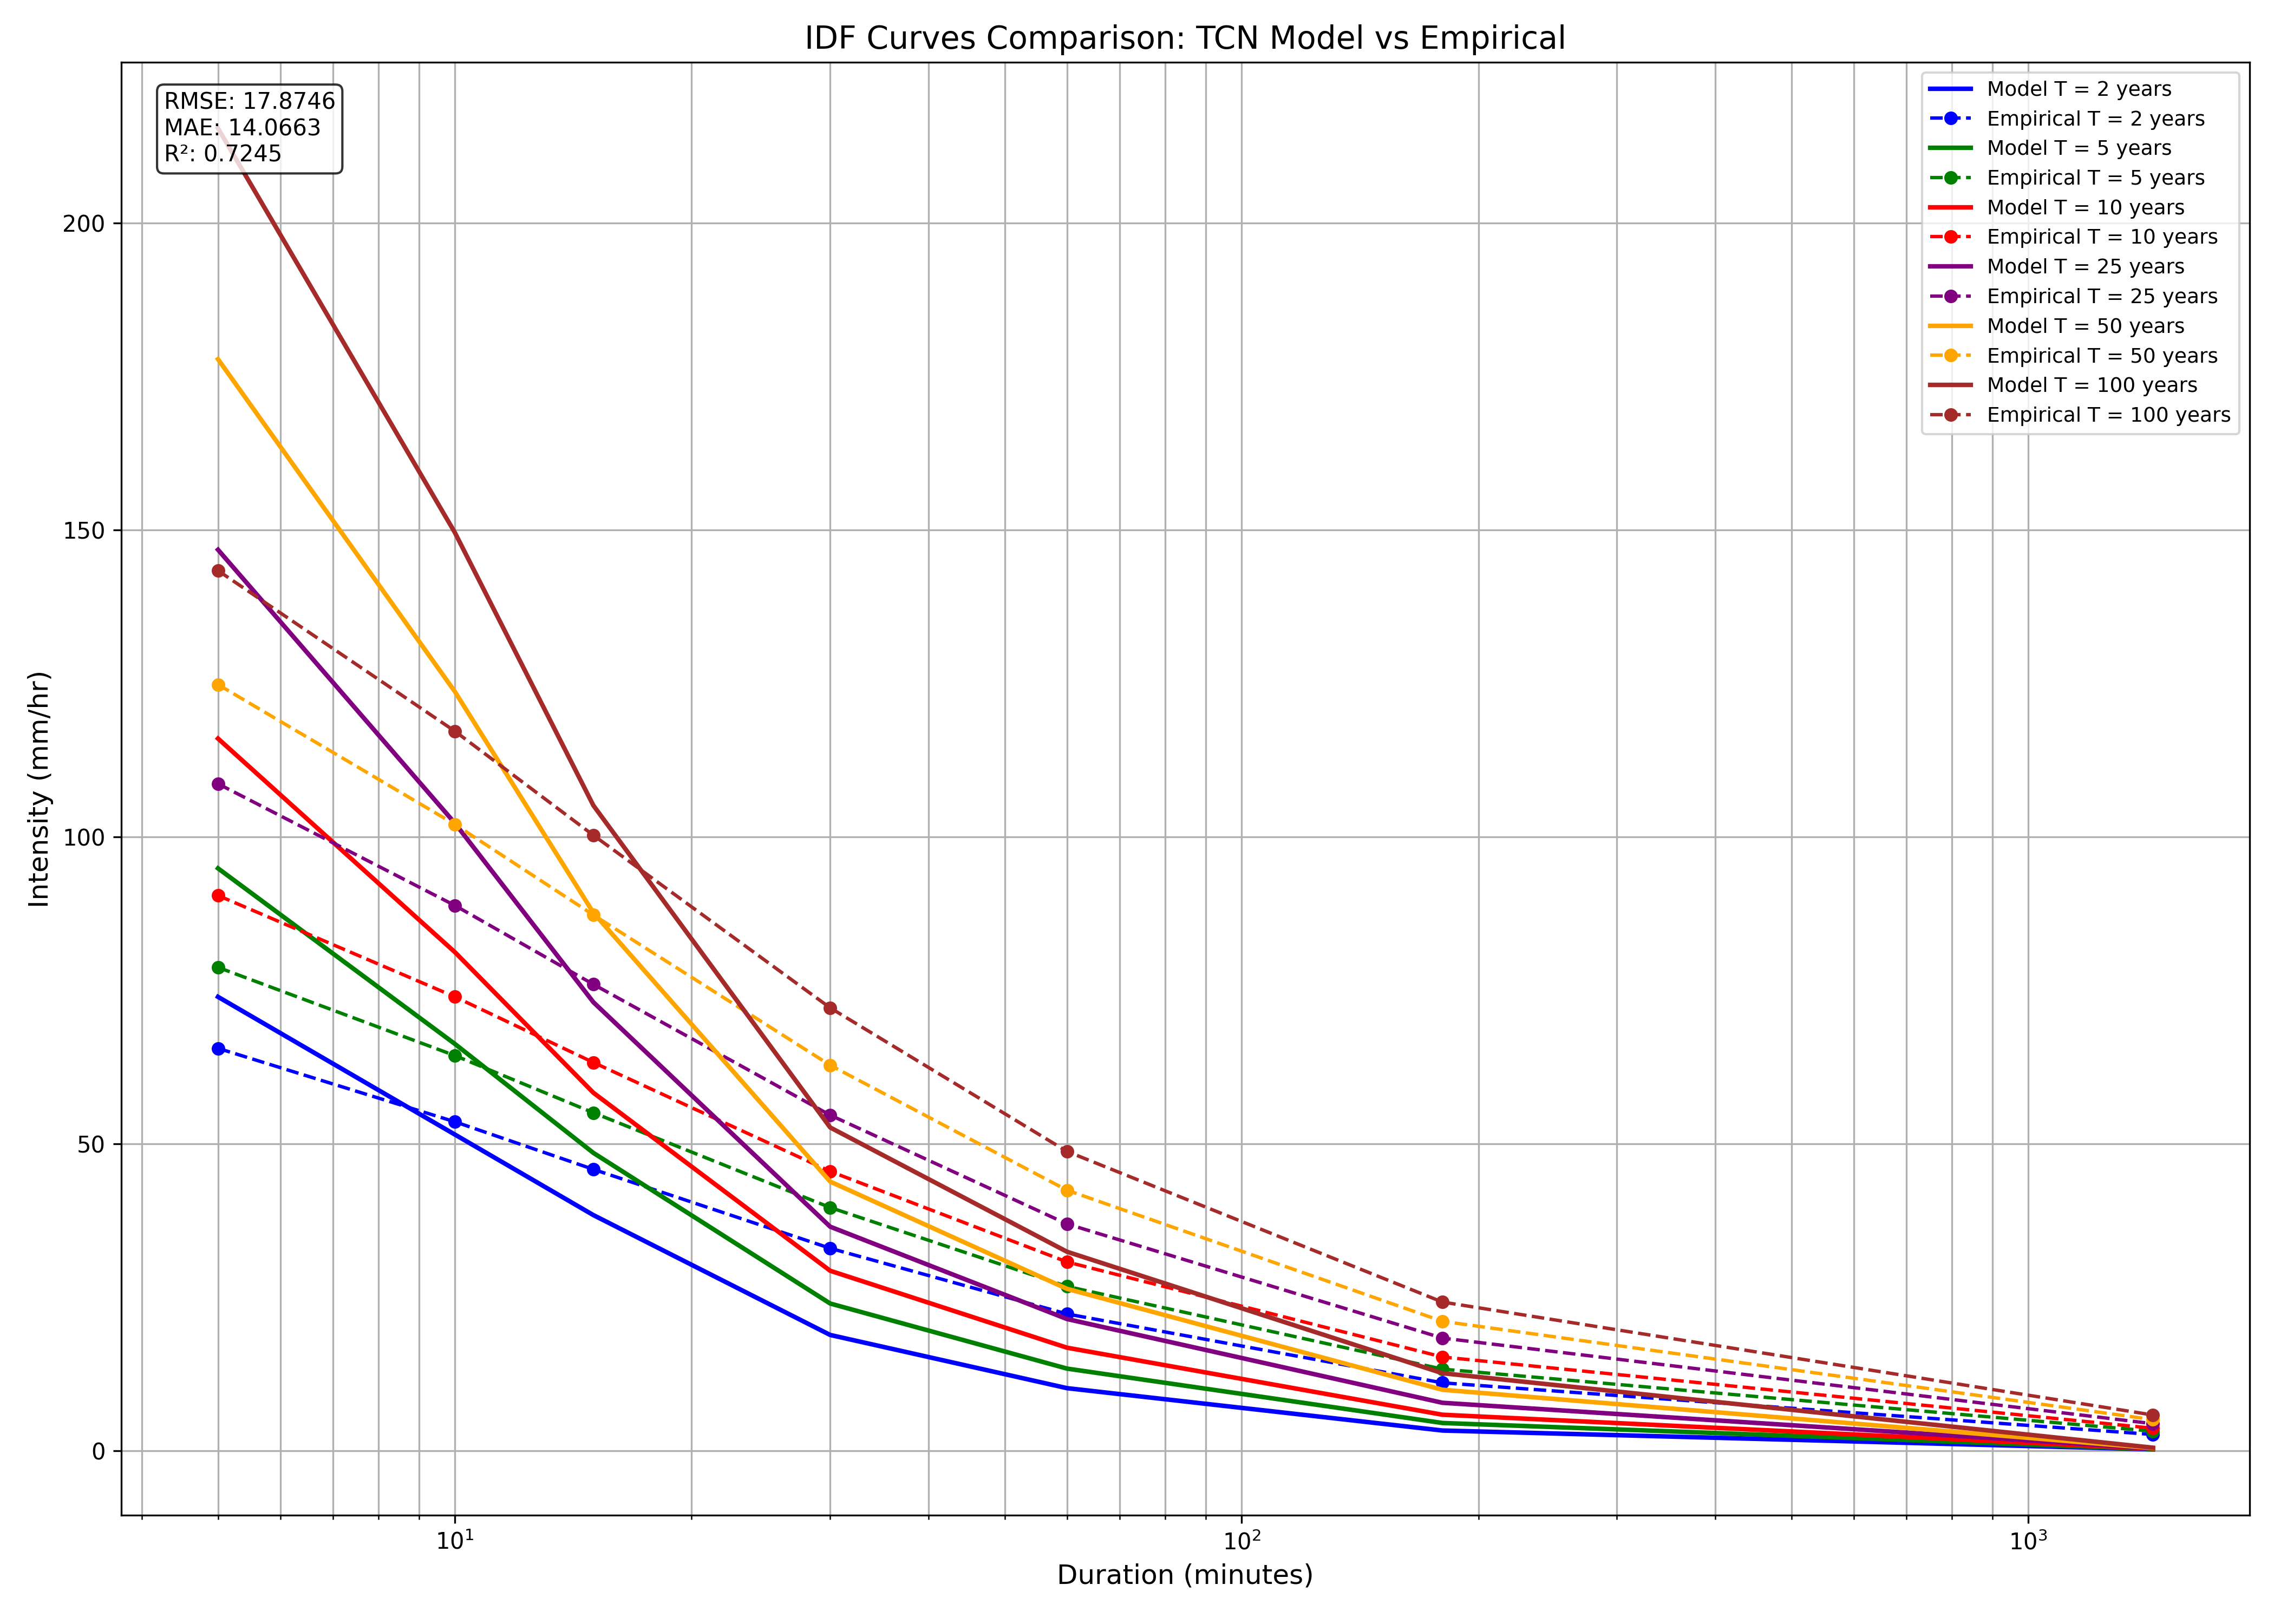 IDF Curves Comparison: TCN Model vs Empirical
RMSE: 17.8746
MAE: 14.0663
R²: 0.7245
Model T = 2 years
Empirical T = 2 years
Model T = 5 years
Empirical T = 5 years
Model T = 10 years
Empirical T = 10 years
Model T = 25 years
Empirical T = 25 years
Model T = 50 years
Empirical T = 50 years
Model T = 100 years
Empirical T = 100 years
Intensity (mm/hr)
200
150
100
50
0
10¹ 10² 10³
Duration (minutes)